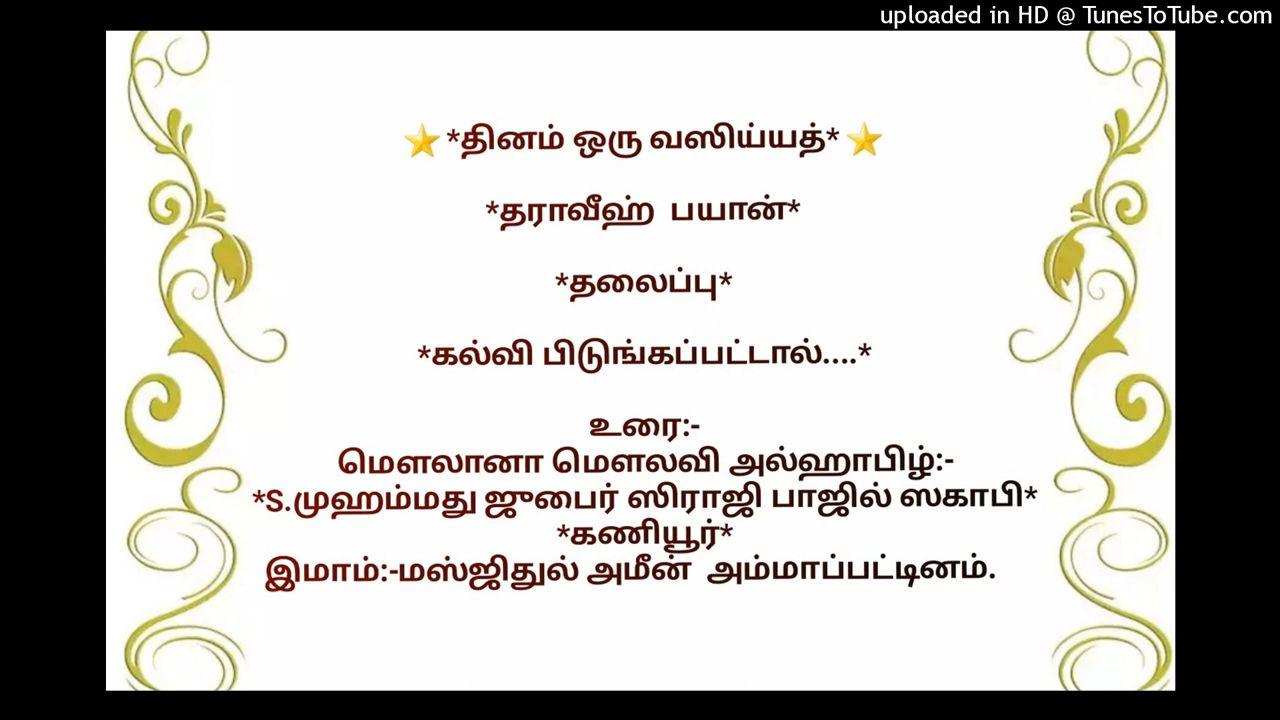 uploaded in HD @ TunesToTube.com
⭐ *தினம் ஒரு வஸிய்யத்* ⭐
*தராவீஹ் பயான்*
*தலைப்பு*
*கல்வி பிடுங்கப்பட்டால்....*
உரை:-
மௌலானா மௌலவி அல்ஹாபிழ்:-
*S.முஹம்மது ஜுபைர் ஸிராஜி பாஜில் ஸகாபி*
*கணியூர்*
இமாம்:-மஸ்ஜிதுல் அமீன் அம்மாப்பட்டினம்.